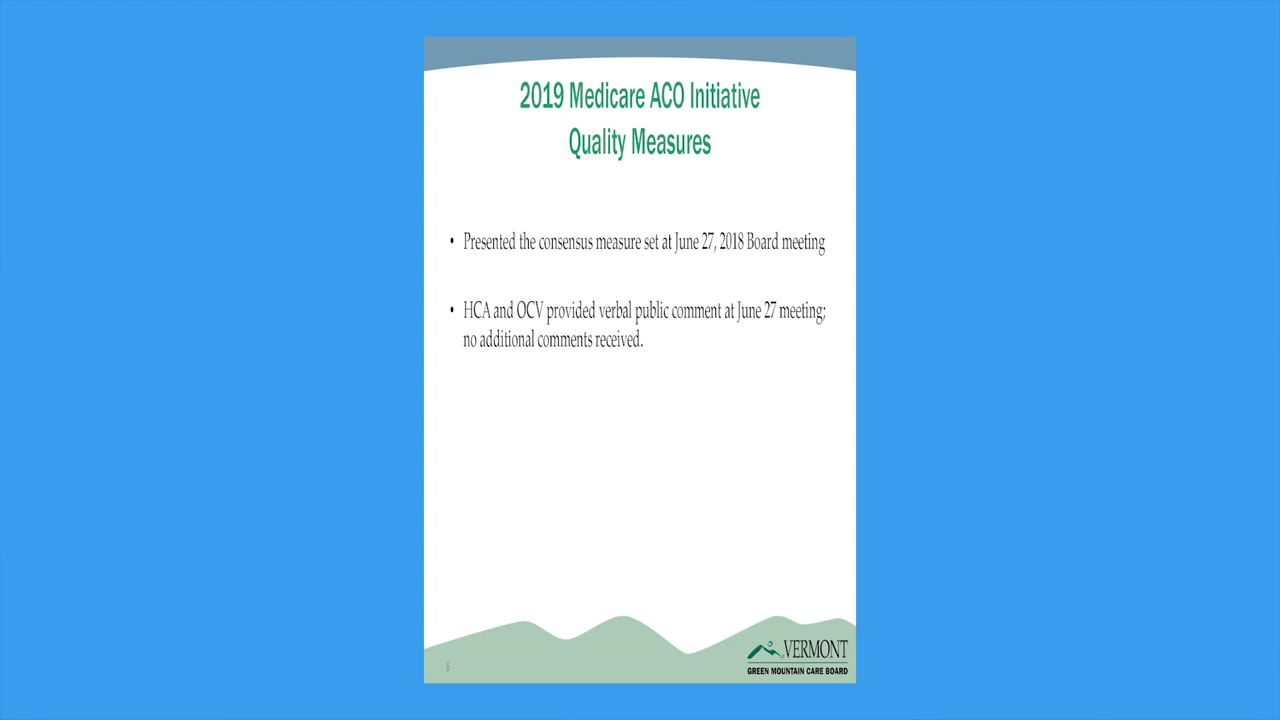 2019 Medicare ACO Initiative
Quality Measures
• Presented the consensus measure set at June 27, 2018 Board meeting
• HCA and OCV provided verbal public comment at June 27 meeting;
no additional comments received.
6
VERMONT
GREEN MOUNTAIN CARE BOARD